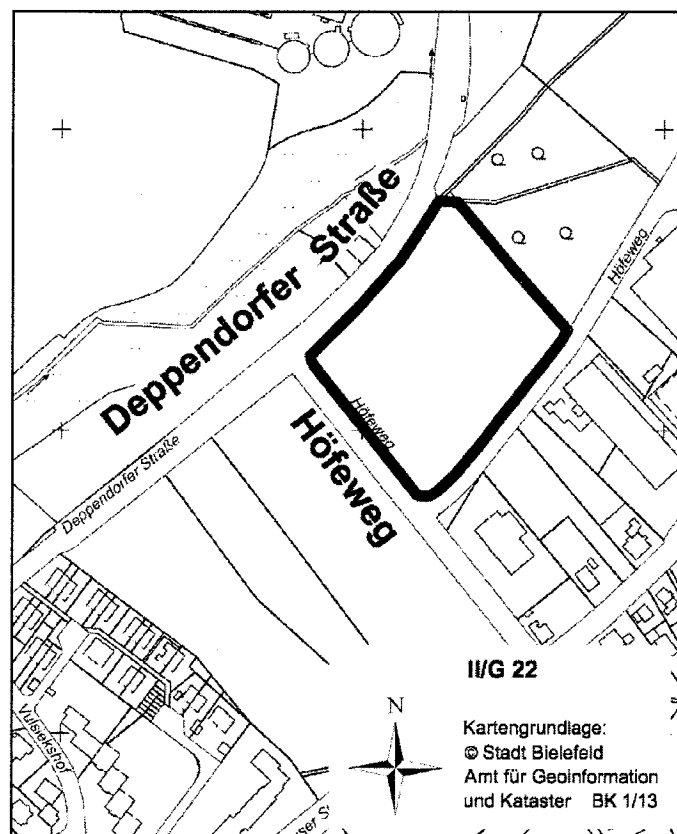 Deppendorfer Straße
Höfeweg
Höfeweg
Höfeweg
Deppendorfer Straße
Vulsiekshof
II/G 22
N
Kartengrundlage:
© Stadt Bielefeld
Amt für Geoinformation
und Kataster BK 1/13